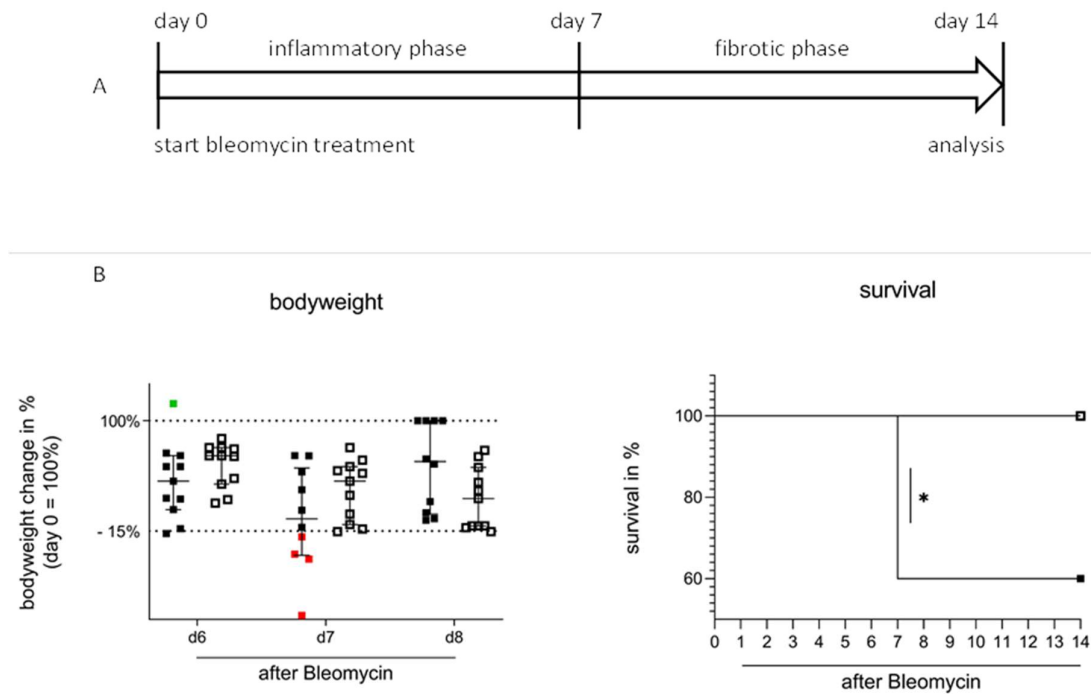 day 0 day 7 day 14
inflammatory phase fibrotic phase
A
start bleomycin treatment analysis
B
bodyweight
bodyweight change in %
(day 0 = 100%)
100%
- 15%
d6 d7 d8
after Bleomycin
survival
survival in %
100
80
60
*
0 1 2 3 4 5 6 7 8 9 10 11 12 13 14
after Bleomycin